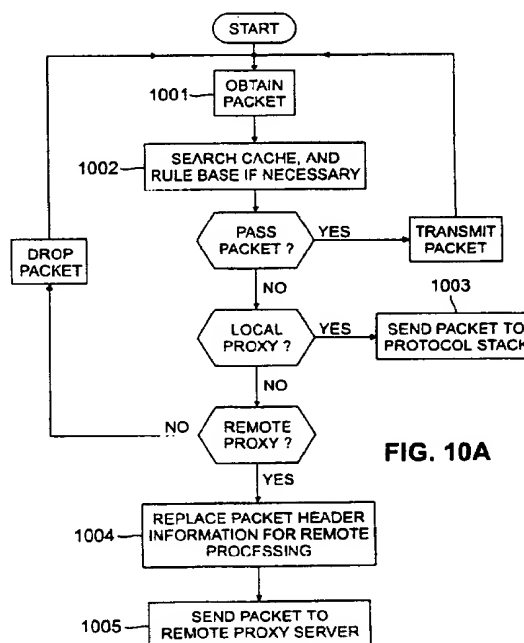 START
1001
OBTAIN
PACKET
1002
SEARCH CACHE, AND
RULE BASE IF NECESSARY
PASS
PACKET ?
YES
TRANSMIT
PACKET
DROP
PACKET
NO
1003
LOCAL
PROXY ?
YES
SEND PACKET TO
PROTOCOL STACK
NO
REMOTE
PROXY ?
NO
FIG. 10A
YES
1004
REPLACE PACKET HEADER
INFORMATION FOR REMOTE
PROCESSING
1005
SEND PACKET TO
REMOTE PROXY SERVER